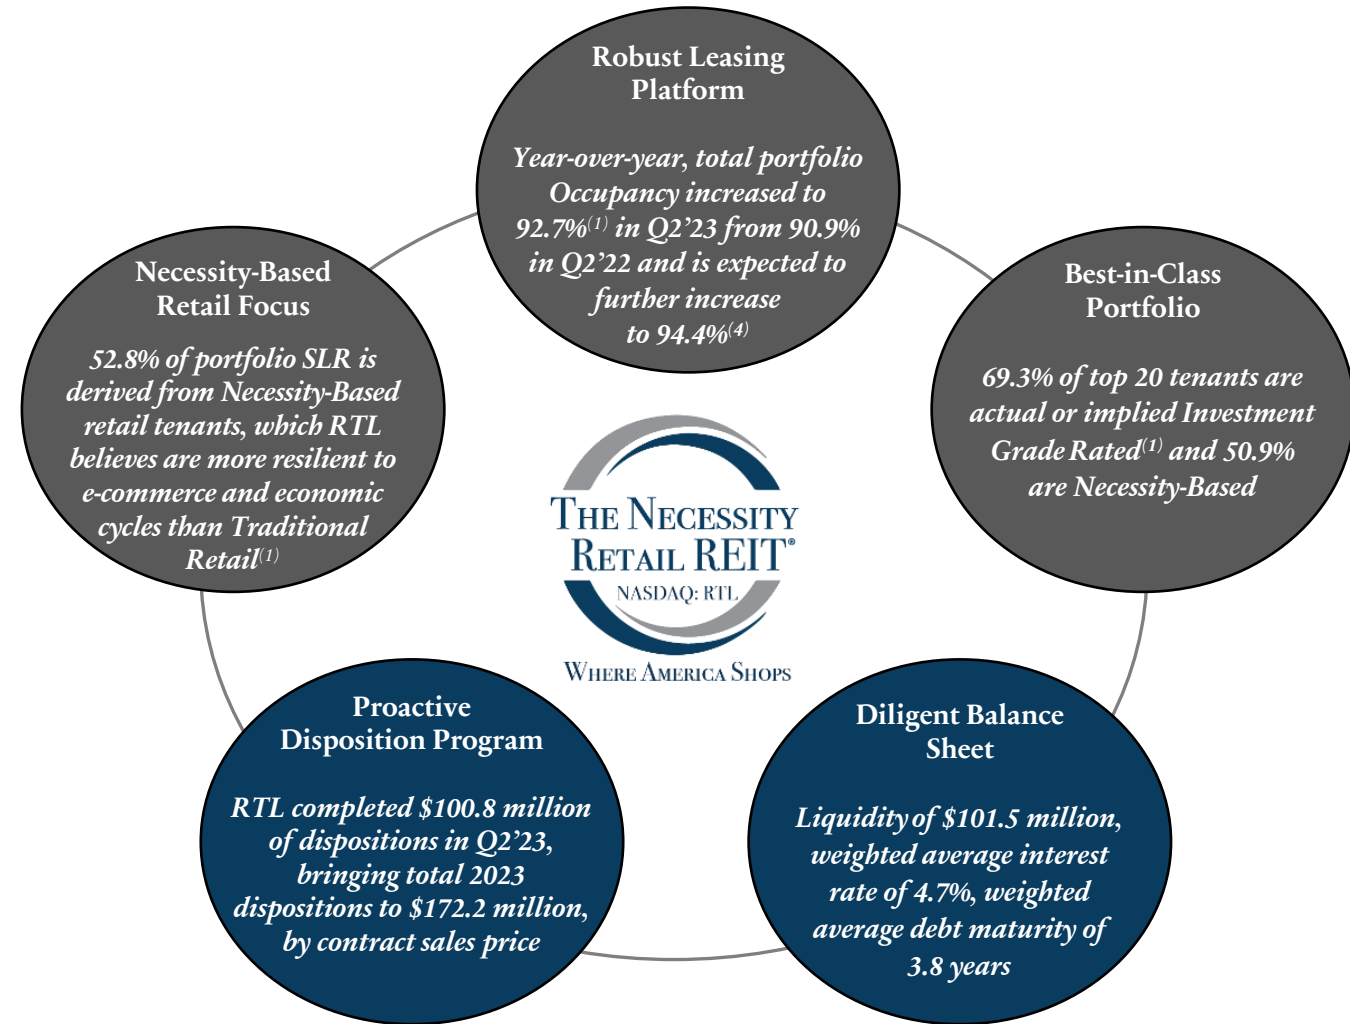 Robust Leasing
Platform
Year-over-year, total portfolio
Occupancy increased to
92.7%(1) in Q2’23 from 90.9%
in Q2’22 and is expected to
further increase
to 94.4%(4)
Necessity-Based
Retail Focus
52.8% of portfolio SLR is
derived from Necessity-Based
retail tenants, which RTL
believes are more resilient to
e-commerce and economic
cycles than Traditional
Retail(1)
Best-in-Class
Portfolio
69.3% of top 20 tenants are
actual or implied Investment
Grade Rated(1) and 50.9%
are Necessity-Based
THE NECESSITY
RETAIL REIT®
NASDAQ: RTL
WHERE AMERICA SHOPS
Proactive
Disposition Program
RTL completed $100.8 million
of dispositions in Q2’23,
bringing total 2023
dispositions to $172.2 million,
by contract sales price
Diligent Balance
Sheet
Liquidity of $101.5 million,
weighted average interest
rate of 4.7%, weighted
average debt maturity of
3.8 years